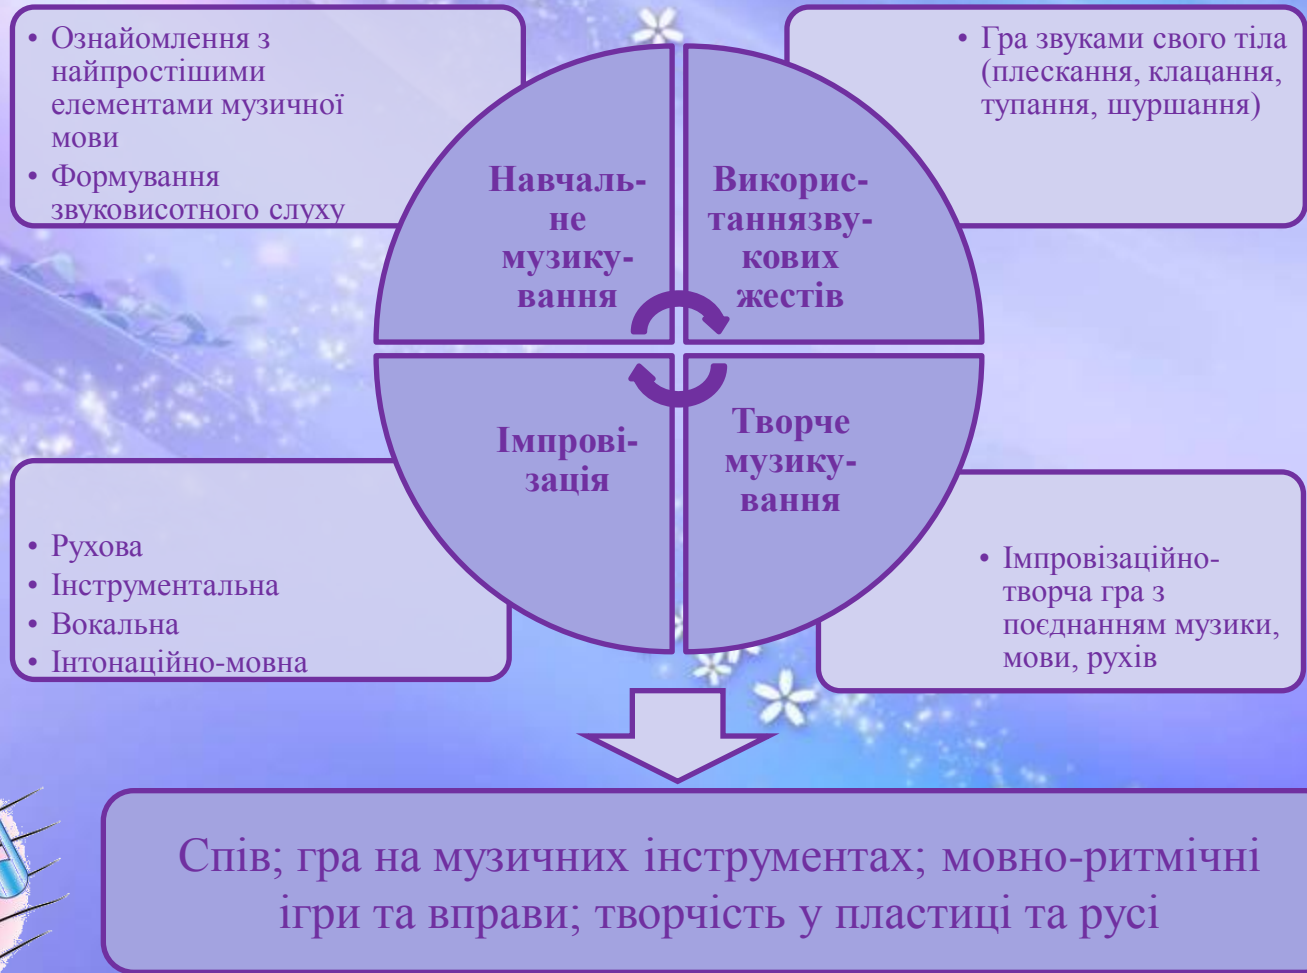 • Ознайомлення з
найпростішими
елементами музичної
мови
• Формування
звуковисотного слуху
• Гра звуками свого тіла
(плескання, клацання,
тупання, шуршання)
Навчаль-
не
музику-
вання
Викорис-
таннязву-
кових
жестів
Імпрові-
зація
Творче
музику-
вання
• Рухова
• Інструментальна
• Вокальна
• Інтонаційно-мовна
• Імпровізаційно-
творча гра з
поєднанням музики,
мови, рухів
Спів; гра на музичних інструментах; мовно-ритмічні
ігри та вправи; творчість у пластиці та русі